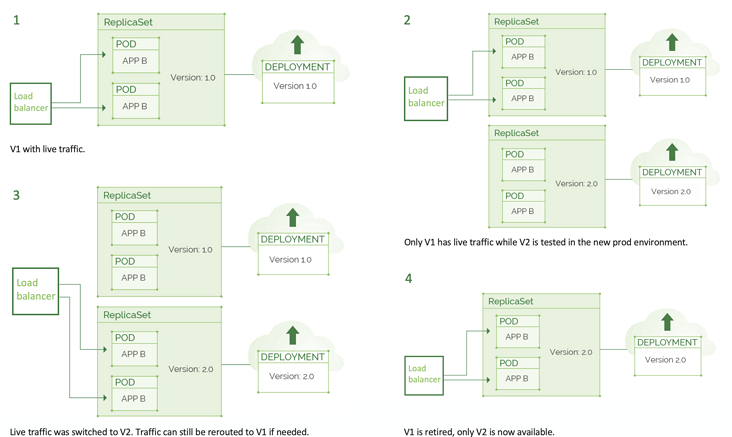 1
ReplicaSet
POD
APP B
POD
APP B
Version: 1.0
Load
balancer
DEPLOYMENT
Version 1.0
V1 with live traffic.
2
ReplicaSet
POD
APP B
POD
APP B
Version: 1.0
Load
balancer
DEPLOYMENT
Version 1.0
ReplicaSet
POD
APP B
POD
APP B
Version: 2.0
DEPLOYMENT
Version 2.0
Only V1 has live traffic while V2 is tested in the new prod environment.
3
ReplicaSet
POD
APP B
POD
APP B
Version: 1.0
DEPLOYMENT
Version 1.0
Load
balancer
ReplicaSet
POD
APP B
POD
APP B
Version: 2.0
DEPLOYMENT
Version: 2.0
Live traffic was switched to V2. Traffic can still be rerouted to V1 if needed.
4
ReplicaSet
POD
APP B
POD
APP B
Version: 2.0
Load
balancer
DEPLOYMENT
Version 2.0
V1 is retired, only V2 is now available.